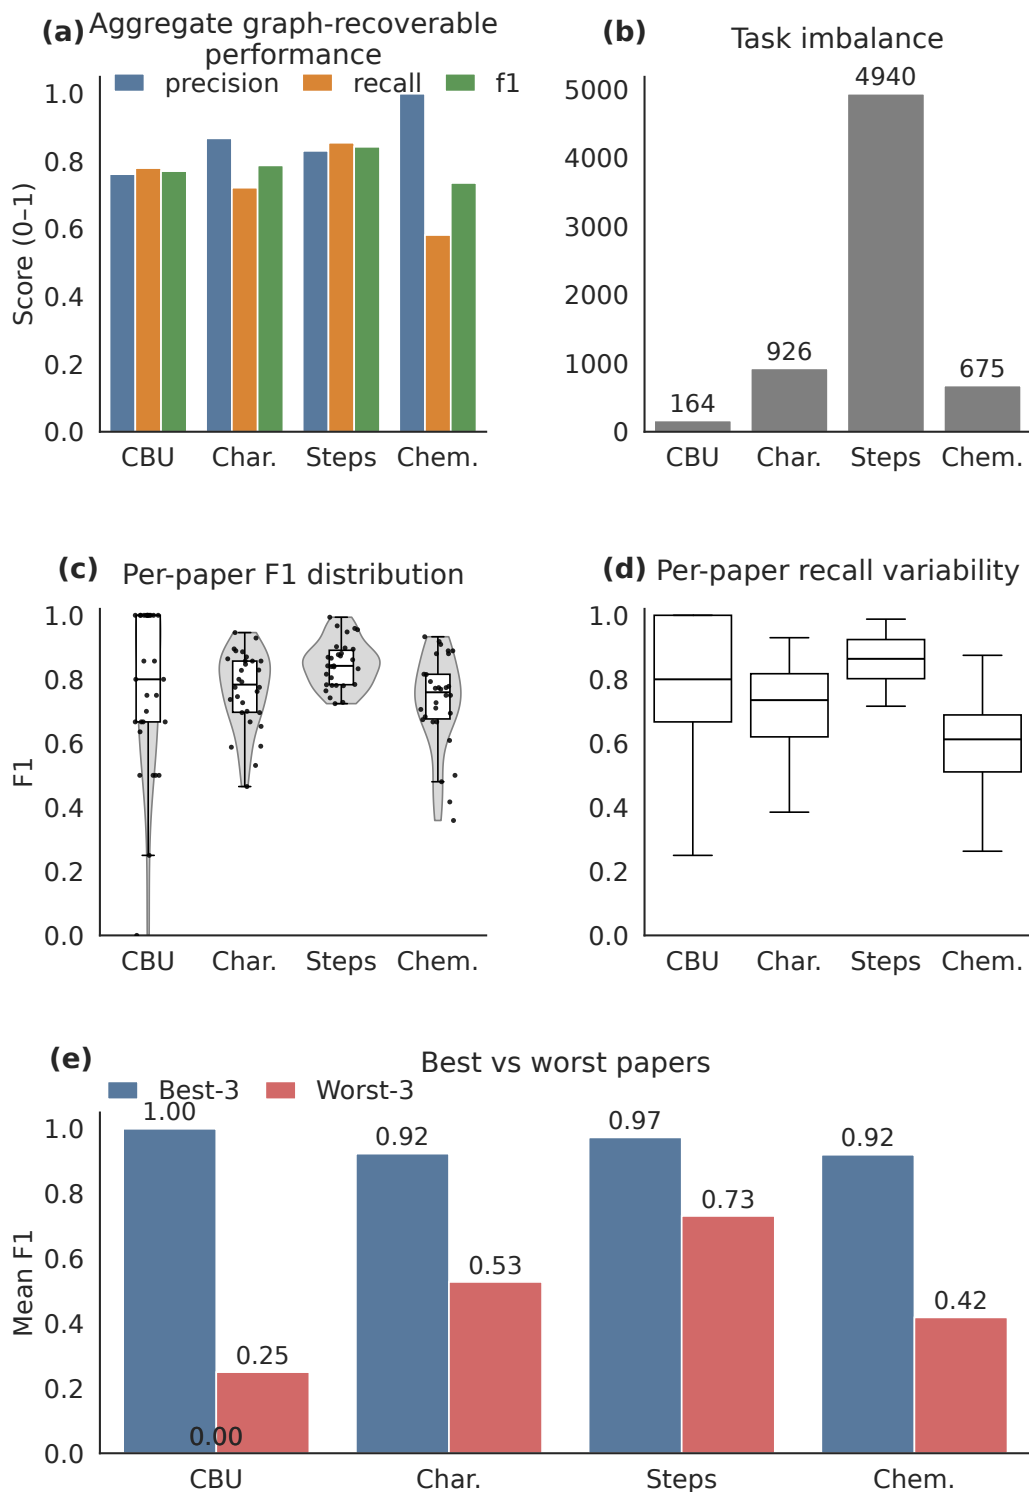 (a) Aggregate graph-recoverable
performance
precision recall f1
Score (0–1)
1.0
0.8
0.6
0.4
0.2
0.0
CBU Char. Steps Chem.
(b) Task imbalance
5000
4000
3000
2000
1000
0
164
926
4940
675
CBU Char. Steps Chem.
(c) Per-paper F1 distribution
F1
1.0
0.8
0.6
0.4
0.2
0.0
CBU Char. Steps Chem.
(d) Per-paper recall variability
1.0
0.8
0.6
0.4
0.2
0.0
CBU Char. Steps Chem.
(e) Best vs worst papers
Best-3 Worst-3
Mean F1
1.0
0.8
0.6
0.4
0.2
0.0
1.00
0.25
0.00
0.92
0.53
0.97
0.73
0.92
0.42
CBU Char. Steps Chem.